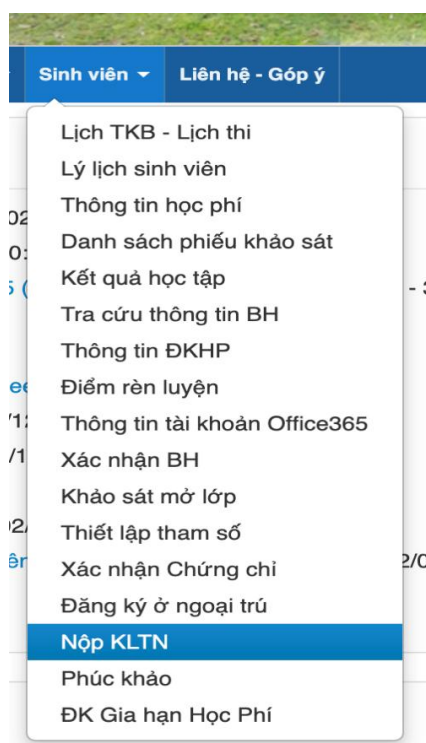 Sinh viên
Liên hệ - Góp ý
Lịch TKB - Lịch thi
Lý lịch sinh viên
Thông tin học phí
Danh sách phiếu khảo sát
Kết quả học tập
Tra cứu thông tin BH
Thông tin ĐKHP
Điểm rèn luyện
Thông tin tài khoản Office365
Xác nhận BH
Khảo sát mở lớp
Thiết lập tham số
Xác nhận Chứng chỉ
Đăng ký ở ngoại trú
Nộp KLTN
Phúc khảo
ĐK Gia hạn Học Phí